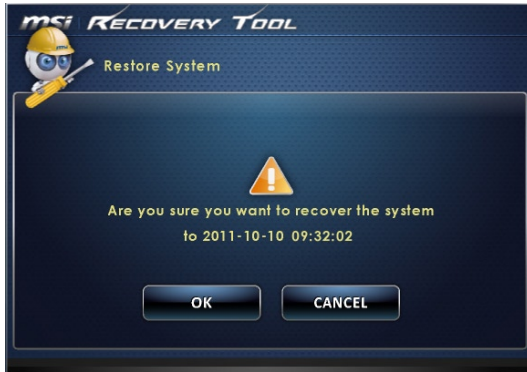 msi RECOVERY TOOL
Restore System
Are you sure you want to recover the system
to 2011-10-10 09:32:02
OK
CANCEL